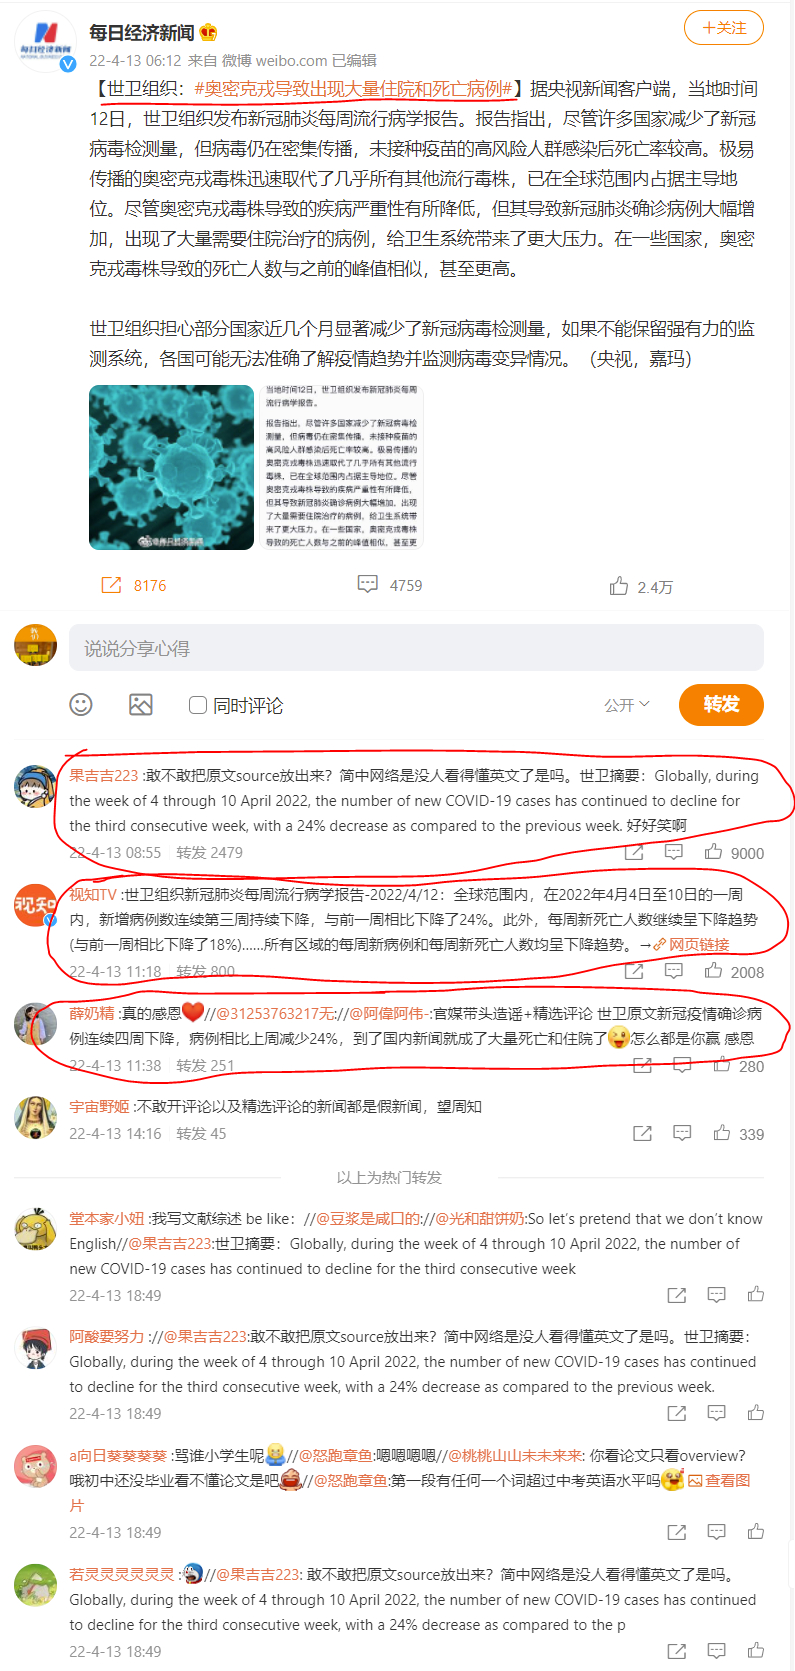 每日经济新闻
+关注
每日经济新闻
22-4-13 06:12 来自 微博 weibo.com 已编辑
【世卫组织：#奥密克戎导致出现大量住院和死亡病例#】据央视新闻客户端，当地时间
12日，世卫组织发布新冠肺炎每周流行病学报告。报告指出，尽管许多国家减少了新冠
病毒检测量，但病毒仍在密集传播，未接种疫苗的高风险人群感染后死亡率较高。极易
传播的奥密克戎毒株迅速取代了几乎所有其他流行毒株，已在全球范围内占据主导地
位。尽管奥密克戎毒株导致的疾病严重性有所降低，但其导致新冠肺炎确诊病例大幅增
加，出现了大量需要住院治疗的病例，给卫生系统带来了更大压力。在一些国家，奥密
克戎毒株导致的死亡人数与之前的峰值相似，甚至更高。
世卫组织担心部分国家近几个月显著减少了新冠病毒检测量，如果不能保留强有力的监
测系统，各国可能无法准确了解疫情趋势并监测病毒变异情况。（央视，嘉玛）
当地时间12日，世卫组织发布新冠肺炎每周
流行病学报告。
报告指出，尽管许多国家减少了新冠病毒检
测量，但病毒仍在密集传播，未接种疫苗的
高风险人群感染后死亡率较高。极易传播的
奥密克戎毒株迅速取代了几乎所有其他流行
毒株，已在全球范围内占据主导地位。尽管
奥密克戎毒株导致的疾病严重性有所降低，
但其导致新冠肺炎确诊病例大幅增加，出现
了大量需要住院治疗的病例，给卫生系统带
来了更大压力。在一些国家，奥密克戎毒株
导致的死亡人数与之前的峰值相似，甚至更
@每日经济新闻
8176 4759 2.4万
说说分享心得
同时评论 公开 转发
果吉吉223 :敢不敢把原文source放出来？简中网络是没人看得懂英文了是吗。世卫摘要：Globally, during
the week of 4 through 10 April 2022, the number of new COVID-19 cases has continued to decline for
the third consecutive week, with a 24% decrease as compared to the previous week. 好好笑啊
22-4-13 08:55 转发 2479 9000
视知
视知TV :世卫组织新冠肺炎每周流行病学报告-2022/4/12：全球范围内，在2022年4月4日至10日的一周
内，新增病例数连续第三周持续下降，与前一周相比下降了24%。此外，每周新死亡人数继续呈下降趋势
(与前一周相比下降了18%)......所有区域的每周新病例和每周新死亡人数均呈下降趋势。→网页链接
22-4-13 11:18 转发 800 2008
薛奶精 :真的感恩//@31253763217无://@阿偉阿伟-:官媒带头造谣+精选评论 世卫原文新冠疫情确诊病
例连续四周下降，病例相比上周减少24%，到了国内新闻就成了大量死亡和住院了怎么都是你赢 感恩
22-4-13 11:38 转发 251 280
宇宙野姬 :不敢开评论以及精选评论的新闻都是假新闻，望周知
22-4-13 14:16 转发 45 339
以上为热门转发
堂本家小妞 :我写文献综述 be like： //@豆浆是咸口的://@光和甜饼奶:So let's pretend that we don't know
English//@果吉吉223:世卫摘要：Globally, during the week of 4 through 10 April 2022, the number of
new COVID-19 cases has continued to decline for the third consecutive week
22-4-13 18:49
阿酸要努力 ://@果吉吉223:敢不敢把原文source放出来？简中网络是没人看得懂英文了是吗。世卫摘要：
Globally, during the week of 4 through 10 April 2022, the number of new COVID-19 cases has continued
to decline for the third consecutive week, with a 24% decrease as compared to the previous week.
22-4-13 18:49
a向日葵葵葵葵 :骂谁小学生呢//@怒跑章鱼:嗯嗯嗯嗯//@桃桃山山未未来来: 你看论文只看overview？
哦初中还没毕业看不懂论文是吧//@怒跑章鱼:第一段有任何一个词超过中考英语水平吗查看图
片
22-4-13 18:49
若灵灵灵灵灵灵 ://@果吉吉223: 敢不敢把原文source放出来？简中网络是没人看得懂英文了是吗。
Globally, during the week of 4 through 10 April 2022, the number of new COVID-19 cases has continued
to decline for the third consecutive week, with a 24% decrease as compared to the p
22-4-13 18:49